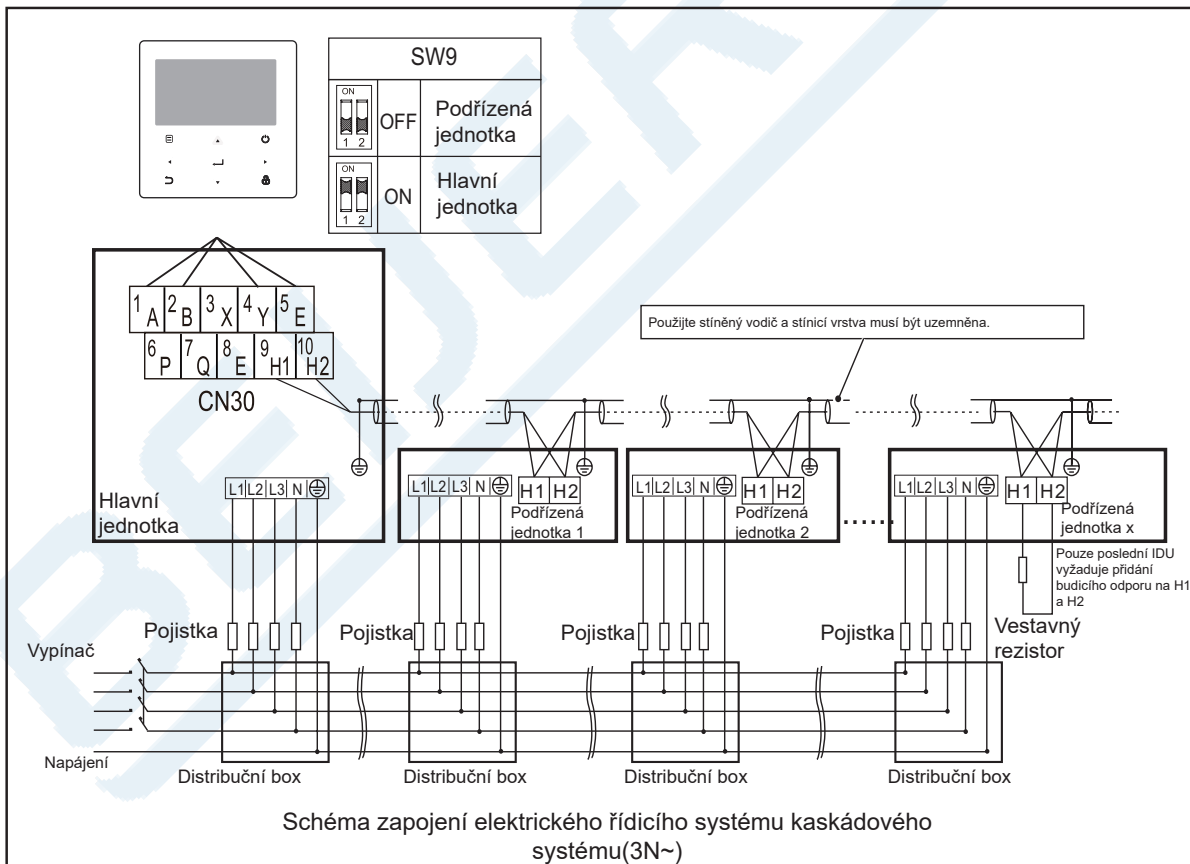 SW9
ON
1 2
OFF
Podřízená
jednotka
ON
1 2
ON
Hlavní
jednotka
1 A 2 B 3 X 4 Y 5 E
6 P 7 Q 8 E 9 H1 10 H2
CN30
Použijte stíněný vodič a stínicí vrstva musí být uzemněna.
Hlavní
jednotka
L1 L2 L3 N
L1 L2 L3 N
H1 H2
Podřízená
jednotka 1
L1 L2 L3 N
H1 H2
Podřízená
jednotka 2
L1 L2 L3 N
H1 H2
Podřízená
jednotka x
Pouze poslední IDU
vyžaduje přidání
budicího odporu na H1
a H2
Vestavný
rezistor
Pojistka
Pojistka
Pojistka
Pojistka
Vypínač
Napájení
Distribuční box
Distribuční box
Distribuční box
Distribuční box
Schéma zapojení elektrického řídicího systému kaskádového
systému(3N~)
BEIJER